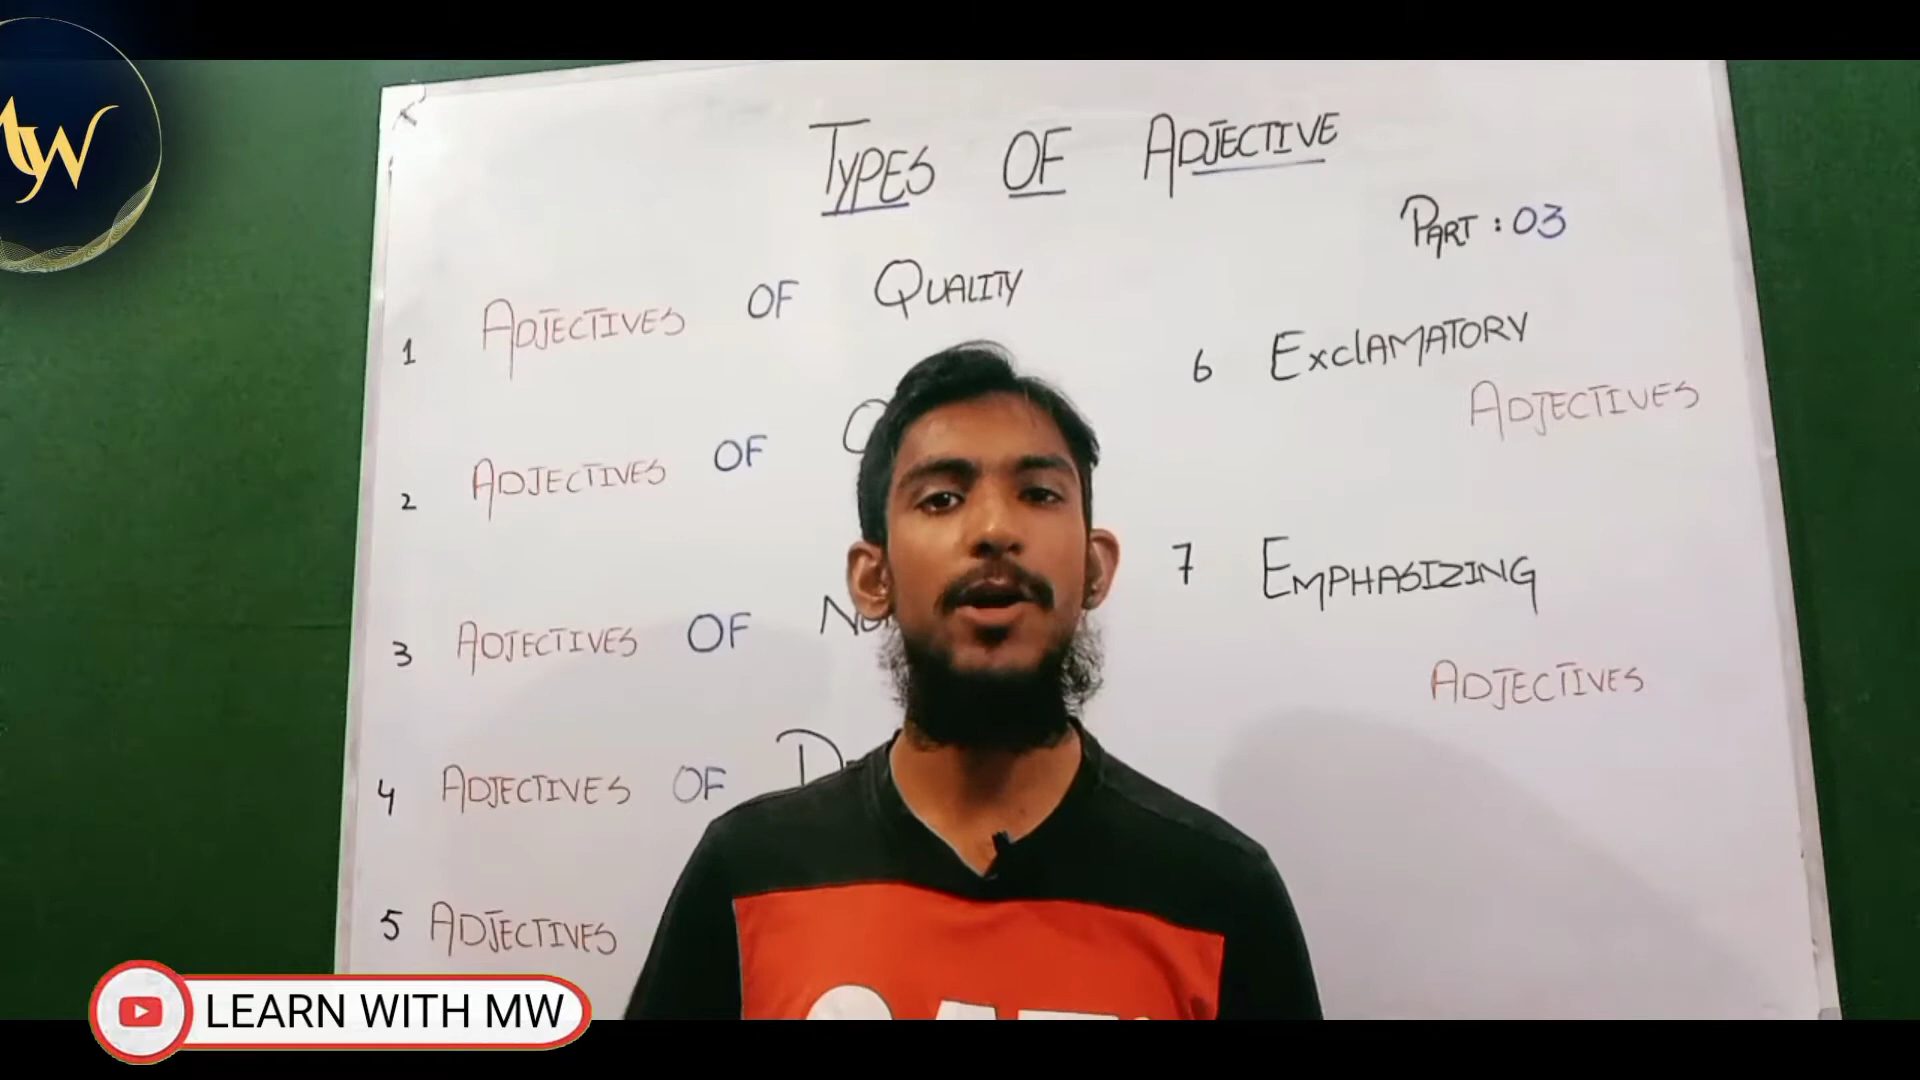 MW
TYPES OF ADJECTIVE
PART : 03
1 ADJECTIVES OF QUALITY
2 ADJECTIVES OF
3 ADJECTIVES OF
4 ADJECTIVES OF
5 ADJECTIVES
6 EXCLAMATORY
ADJECTIVES
7 EMPHASIZING
ADJECTIVES
LEARN WITH MW